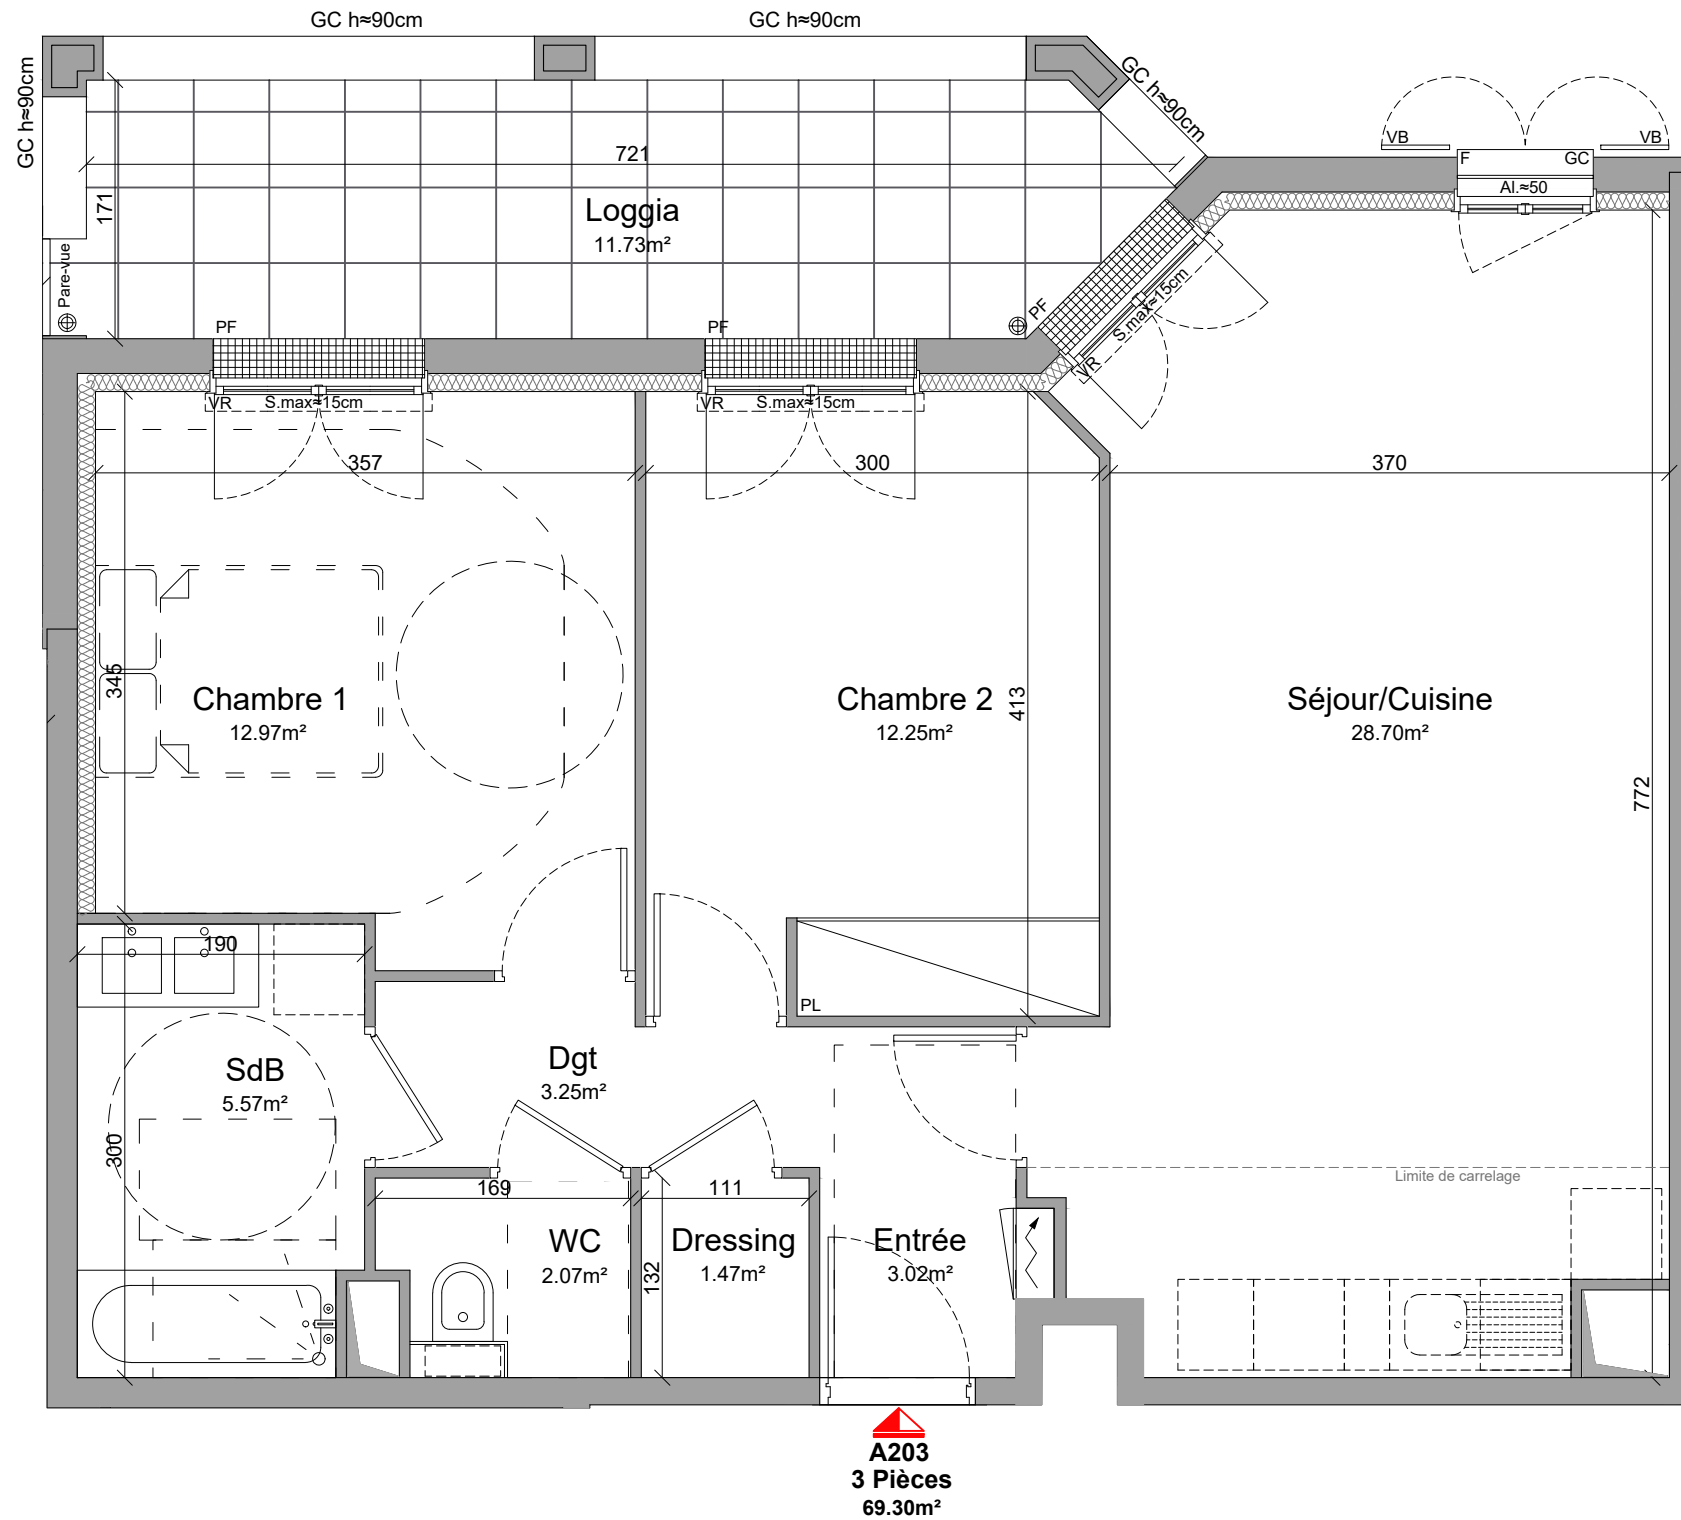 GC h≈90cm
GC h≈90cm
GC h≈90cm
GC h≈90cm
VB
VB
F
GC
Al.≈50
721
171
Loggia
11.73m²
Pare-vue
PF
PF
PF
S.max≈15cm
VR
VR
S.max≈15cm
VR
S.max≈15cm
357
300
370
345
Chambre 1
12.97m²
Chambre 2
12.25m²
413
Séjour/Cuisine
28.70m²
772
190
PL
SdB
5.57m²
Dgt
3.25m²
300
Limite de carrelage
169
111
WC
2.07m²
132
Dressing
1.47m²
Entrée
3.02m²
A203
3 Pièces
69.30m²